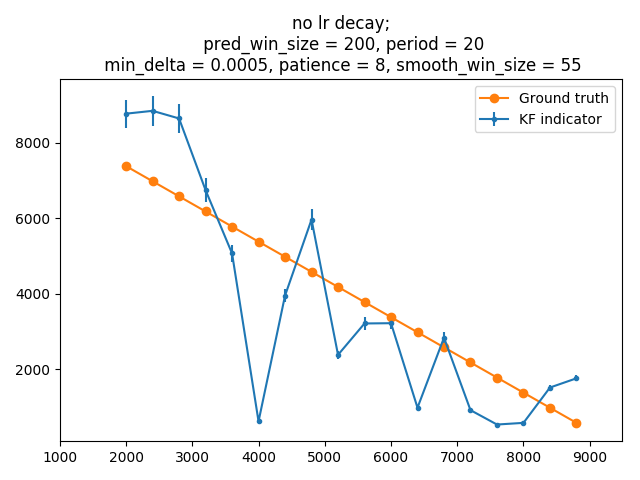 no lr decay;
pred_win_size = 200, period = 20
min_delta = 0.0005, patience = 8, smooth_win_size = 55
Ground truth
KF indicator
8000
6000
4000
2000
1000 2000 3000 4000 5000 6000 7000 8000 9000